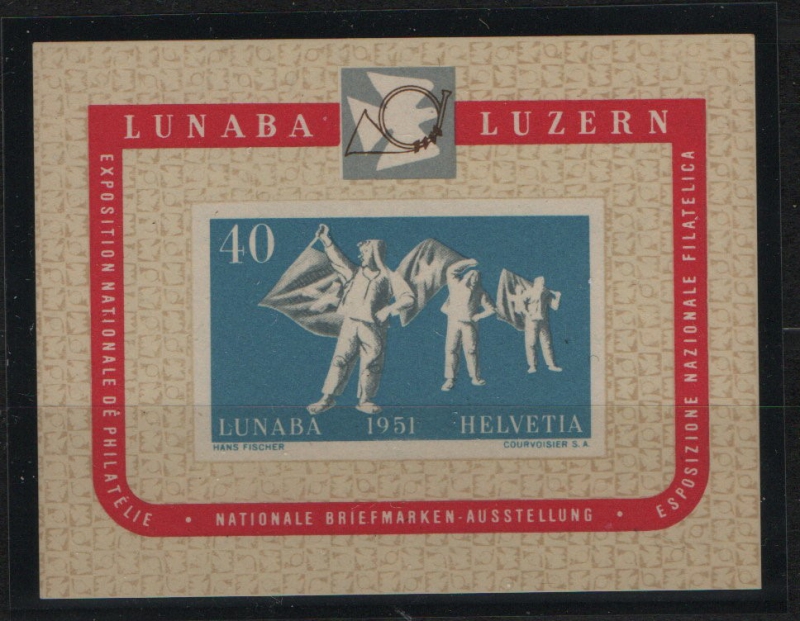 LUNABA LUZERN
EXPOSITION NATIONALE DE PHILATÉLIE
40
LUNABA 1951 HELVETIA
HANS FISCHER COURVOISIER S.A.
• NATIONALE BRIEFMARKEN-AUSSTELLUNG •
ESPOSIZIONE NAZIONALE FILATELICA